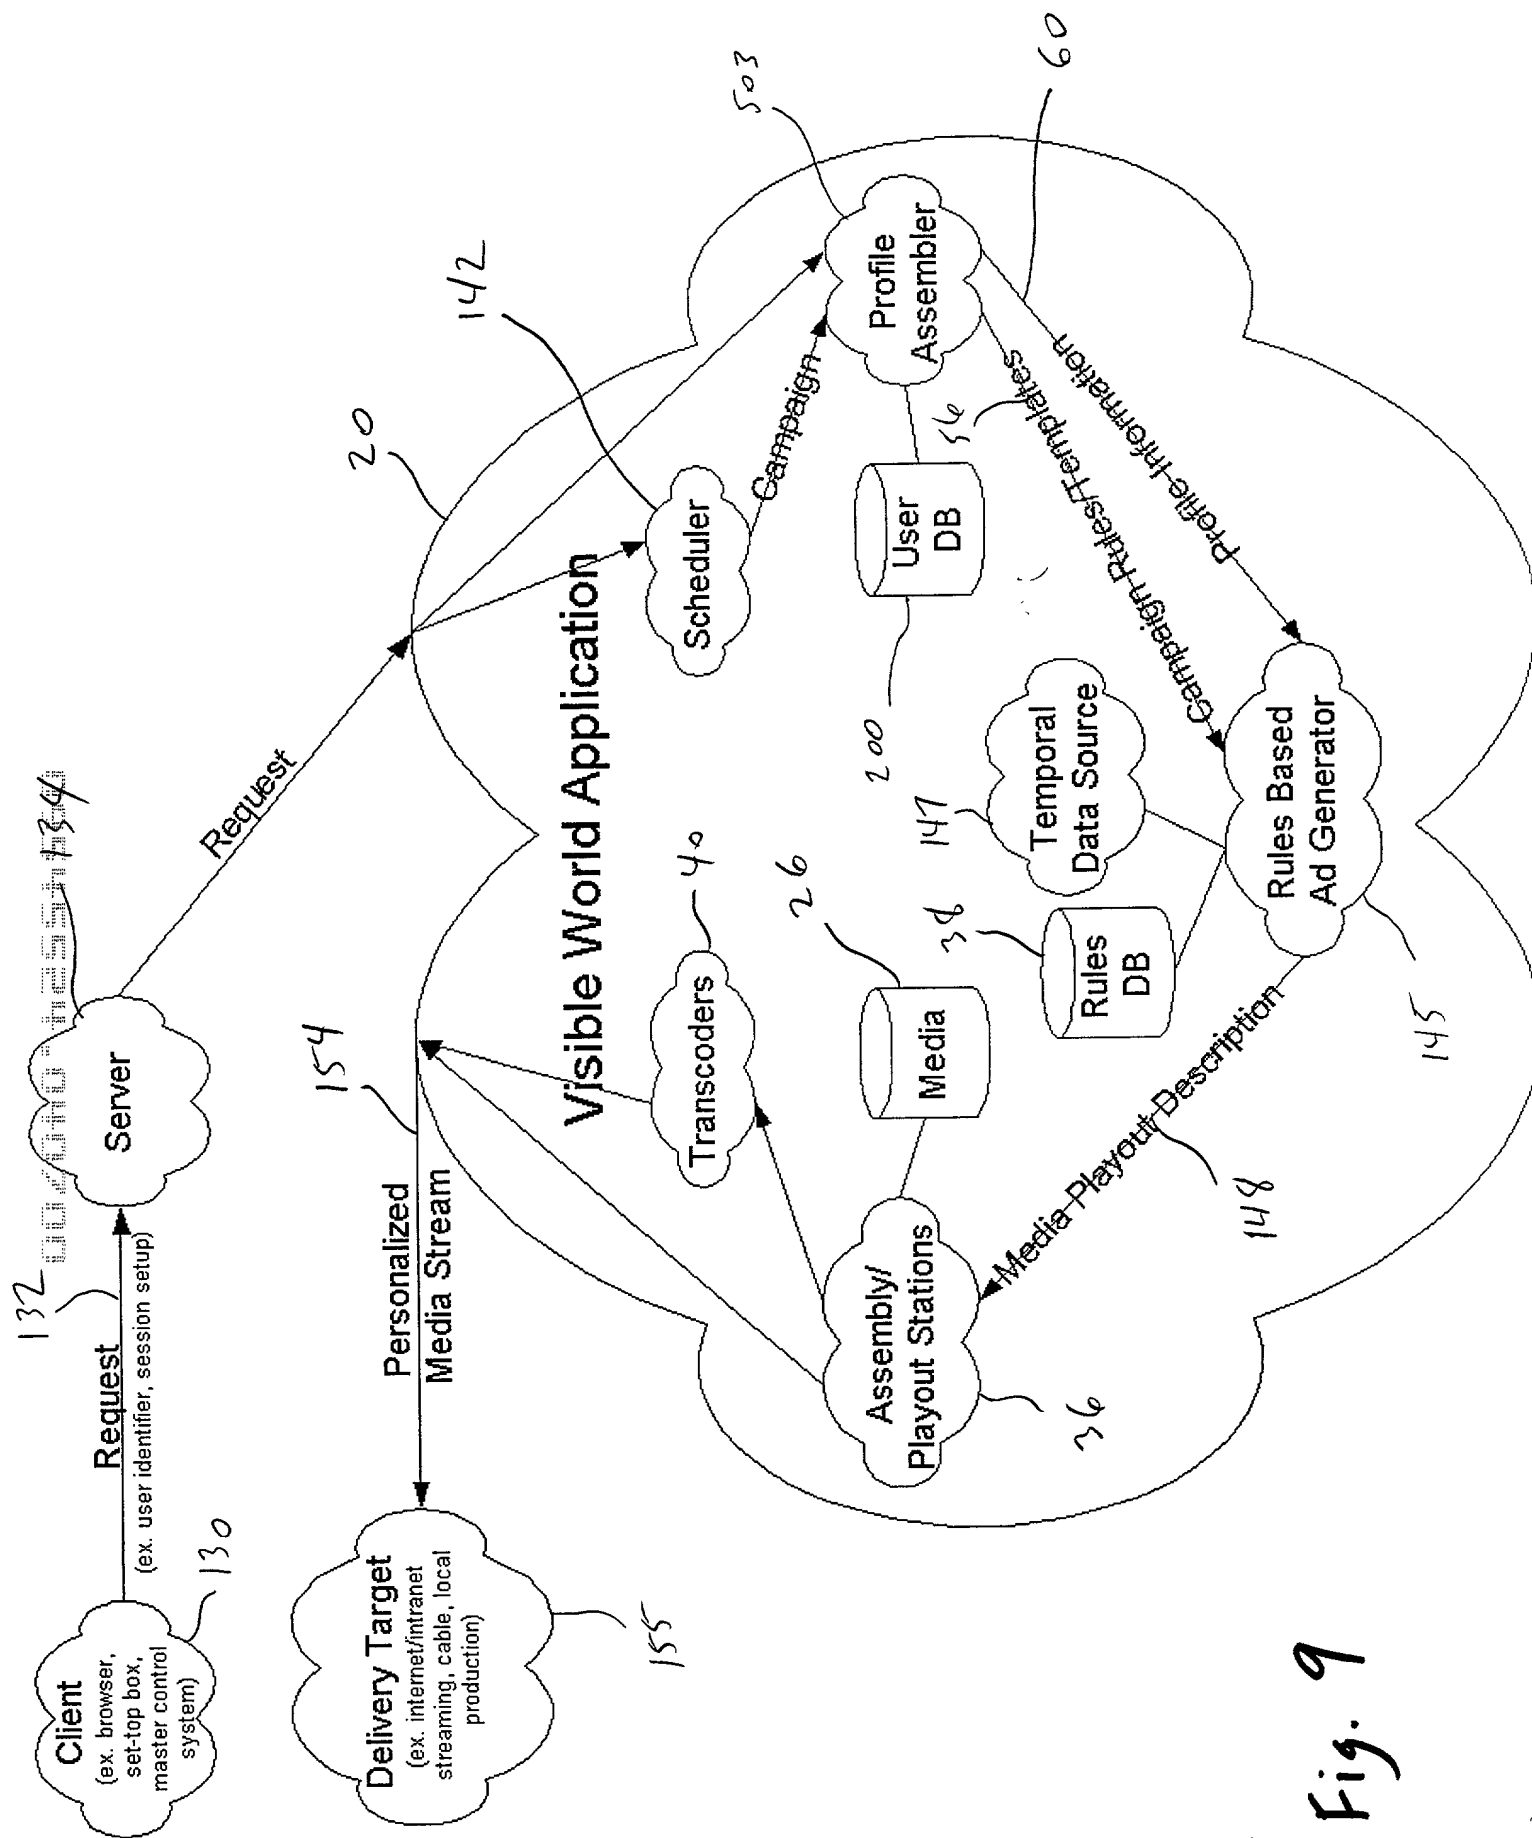 Client
(ex. browser,
set-top box,
master control
system)
130
Request
(ex. user identifier, session setup)
132
Server
134
Request
20
Delivery Target
(ex. internet/intranet
streaming, cable, local
production)
155
Personalized
Media Stream
154
Visible World Application
Transcoders
40
Scheduler
142
Campaign
Assembly/
Playout Stations
36
Media
26
User
DB
200
Profile
Assembler
503
Rules
DB
38
Temporal
Data Source
147
56
Campaign Rules/Templates
Profile Information
60
Media Playout Description
148
Rules Based
Ad Generator
145
Fig. 9